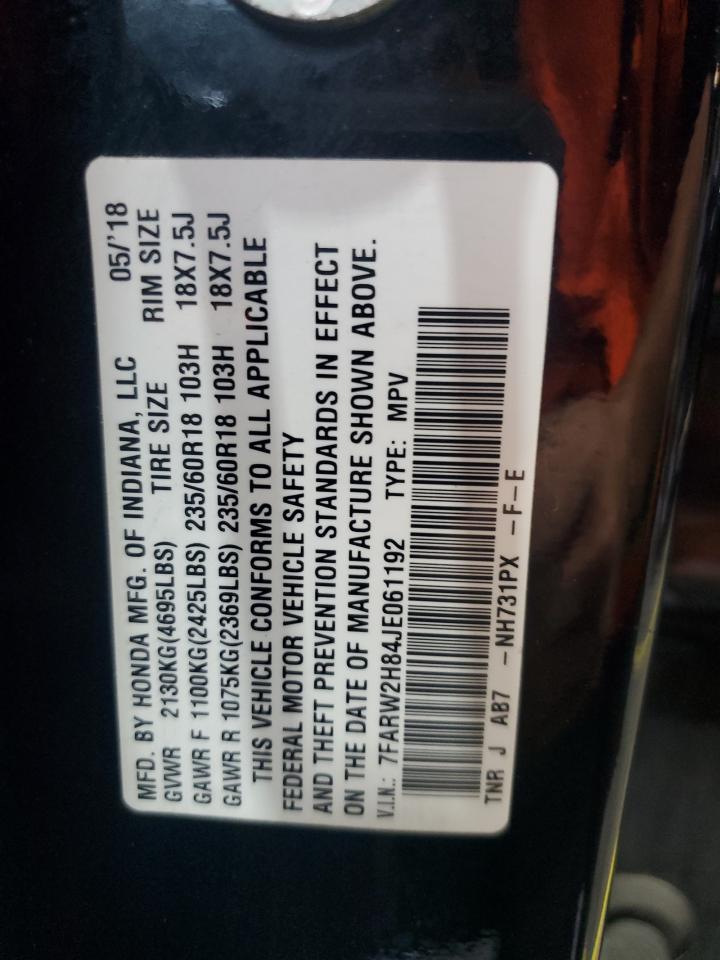 MFD. BY HONDA MFG. OF INDIANA, LLC 05/'18
GVWR 2130KG(4695LBS) TIRE SIZE RIM SIZE
GAWR F 1100KG(2425LBS) 235/60R18 103H 18X7.5J
GAWR R 1075KG(2369LBS) 235/60R18 103H 18X7.5J
THIS VEHICLE CONFORMS TO ALL APPLICABLE
FEDERAL MOTOR VEHICLE SAFETY
AND THEFT PREVENTION STANDARDS IN EFFECT
ON THE DATE OF MANUFACTURE SHOWN ABOVE.
V.I.N.: 7FARW2H84JE061192 TYPE: MPV
TNR J AB7 -NH731PX -F-E